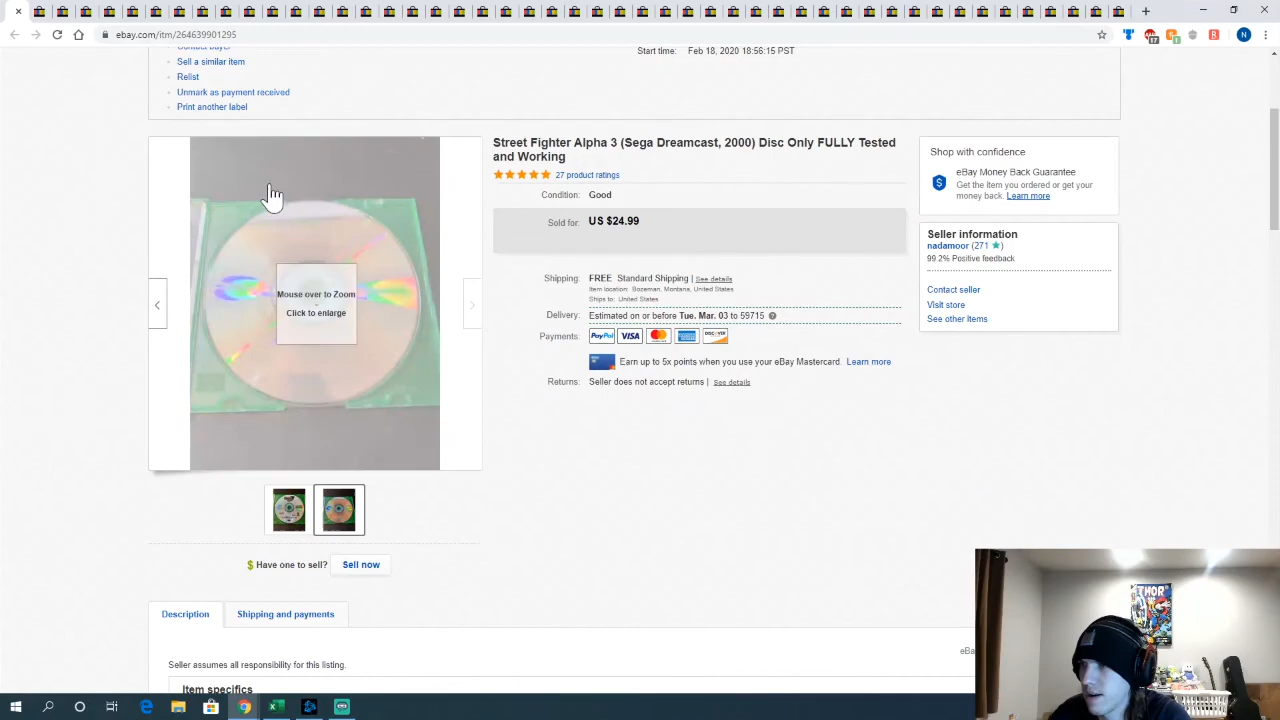 ebay.com/itm/264639901295
17
1
N
Contact buyer
Sell a similar item
Relist
Unmark as payment received
Print another label
Start time: Feb 18, 2020 18:56:15 PST
Street Fighter Alpha 3 (Sega Dreamcast, 2000) Disc Only FULLY Tested
and Working
27 product ratings
Condition: Good
Sold for: US $24.99
Shipping: FREE Standard Shipping | See details
Item location: Bozeman, Montana, United States
Ships to: United States
Delivery: Estimated on or before Tue. Mar. 03 to 59715
Payments: PayPal VISA DISCOVER
Earn up to 5x points when you use your eBay Mastercard. Learn more
Returns: Seller does not accept returns | See details
Mouse over to Zoom
-
Click to enlarge
$ Have one to sell? Sell now
Shop with confidence
eBay Money Back Guarantee
Get the item you ordered or get your
money back. Learn more
Seller information
nadamoor (271 ★)
99.2% Positive feedback
Contact seller
Visit store
See other items
Description
Shipping and payments
eBa
Seller assumes all responsibility for this listing.
Item specifics
THOR